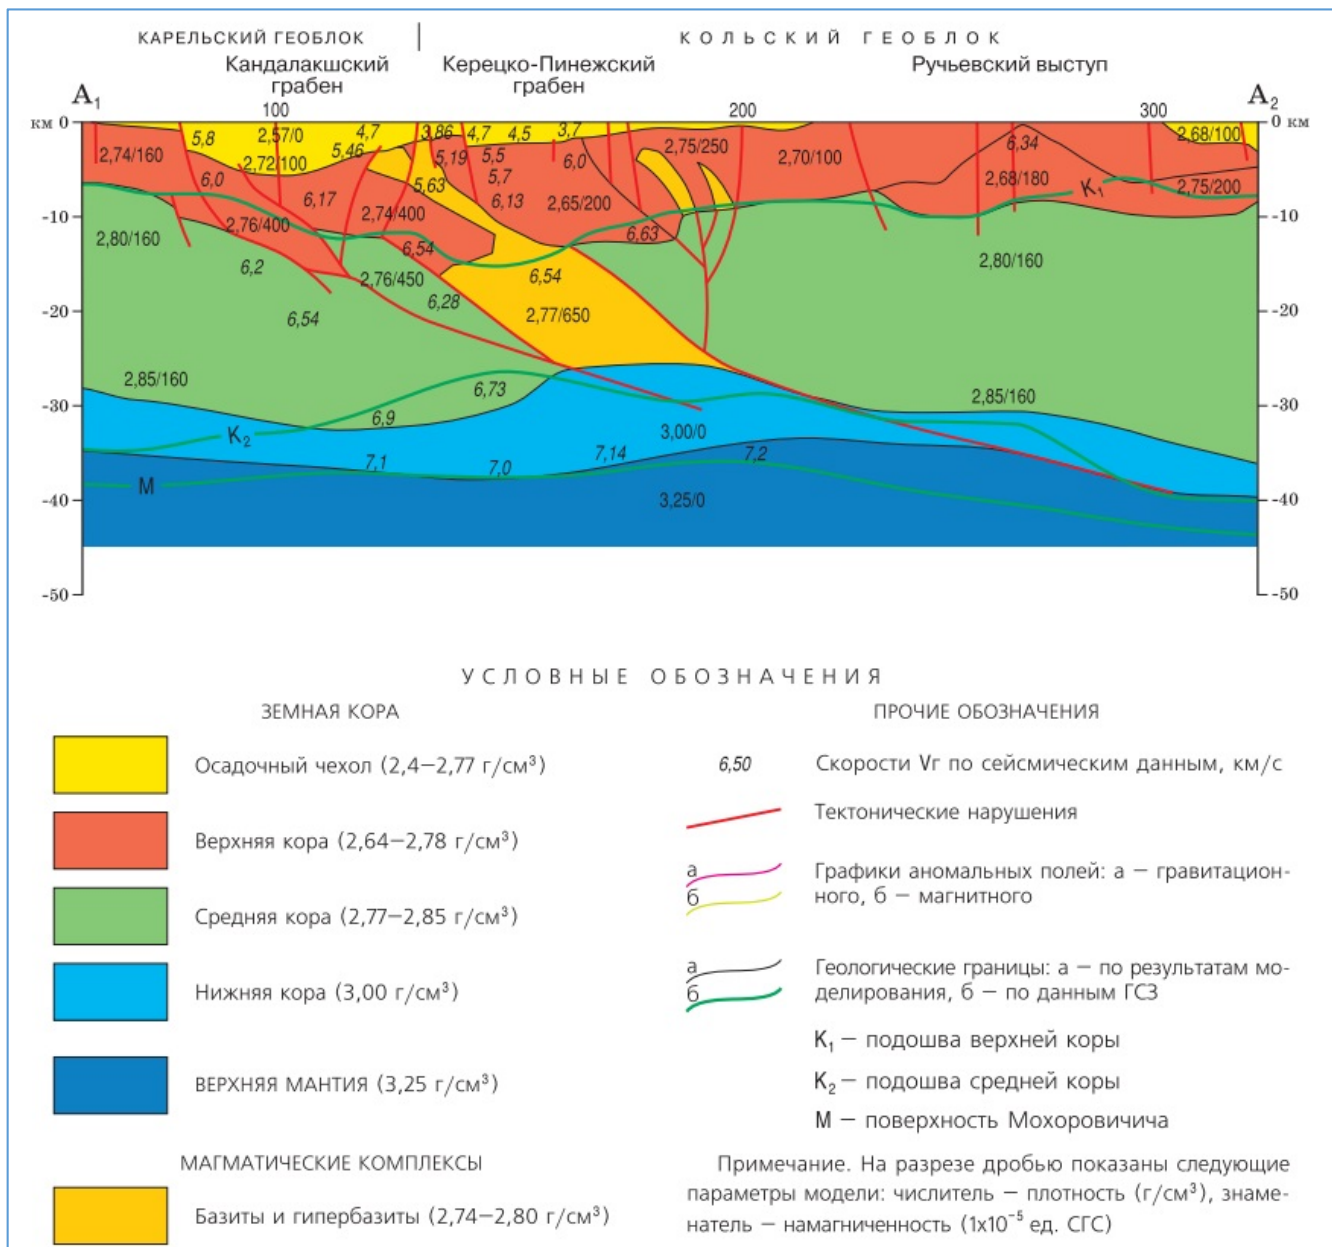 КАРЕЛЬСКИЙ ГЕОБЛОК
КОЛЬСКИЙ ГЕОБЛОК
Кандалакшский
грабен
Керецко-Пинежский
грабен
Ручьевский выступ
A₁
100
200
300
A₂
км 0
0 км
5,8
2,57/0
4,7
3,86
4,7
4,5
3,7
2,68/100
2,74/160
2,72/100
5,46
5,19
5,5
6,0
2,75/250
2,70/100
6,34
6,0
6,17
5,63
5,7
6,13
2,65/200
2,68/180
K₁
2,75/200
-10
-10
2,76/400
2,74/400
6,63
2,80/160
6,54
2,80/160
6,2
2,76/450
6,54
6,28
-20
-20
6,54
2,77/650
2,85/160
6,73
2,85/160
-30
-30
6,9
K₂
3,00/0
7,1
7,0
7,14
7,2
M
-40
-40
3,25/0
-50
-50
УСЛОВНЫЕ ОБОЗНАЧЕНИЯ
ЗЕМНАЯ КОРА
Осадочный чехол (2,4–2,77 г/см³)
Верхняя кора (2,64–2,78 г/см³)
Средняя кора (2,77–2,85 г/см³)
Нижняя кора (3,00 г/см³)
ВЕРХНЯЯ МАНТИЯ (3,25 г/см³)
МАГМАТИЧЕСКИЕ КОМПЛЕКСЫ
Базиты и гипербазиты (2,74–2,80 г/см³)
ПРОЧИЕ ОБОЗНАЧЕНИЯ
6,50 Скорости Vг по сейсмическим данным, км/с
Тектонические нарушения
а Графики аномальных полей: а – гравитацион-
б ного, б – магнитного
а Геологические границы: а – по результатам мо-
б делирования, б – по данным ГСЗ
K₁ – подошва верхней коры
K₂ – подошва средней коры
M – поверхность Мохоровичича
Примечание. На разрезе дробью показаны следующие
параметры модели: числитель – плотность (г/см³), знаме-
натель – намагниченность (1x10⁻⁵ ед. СГС)